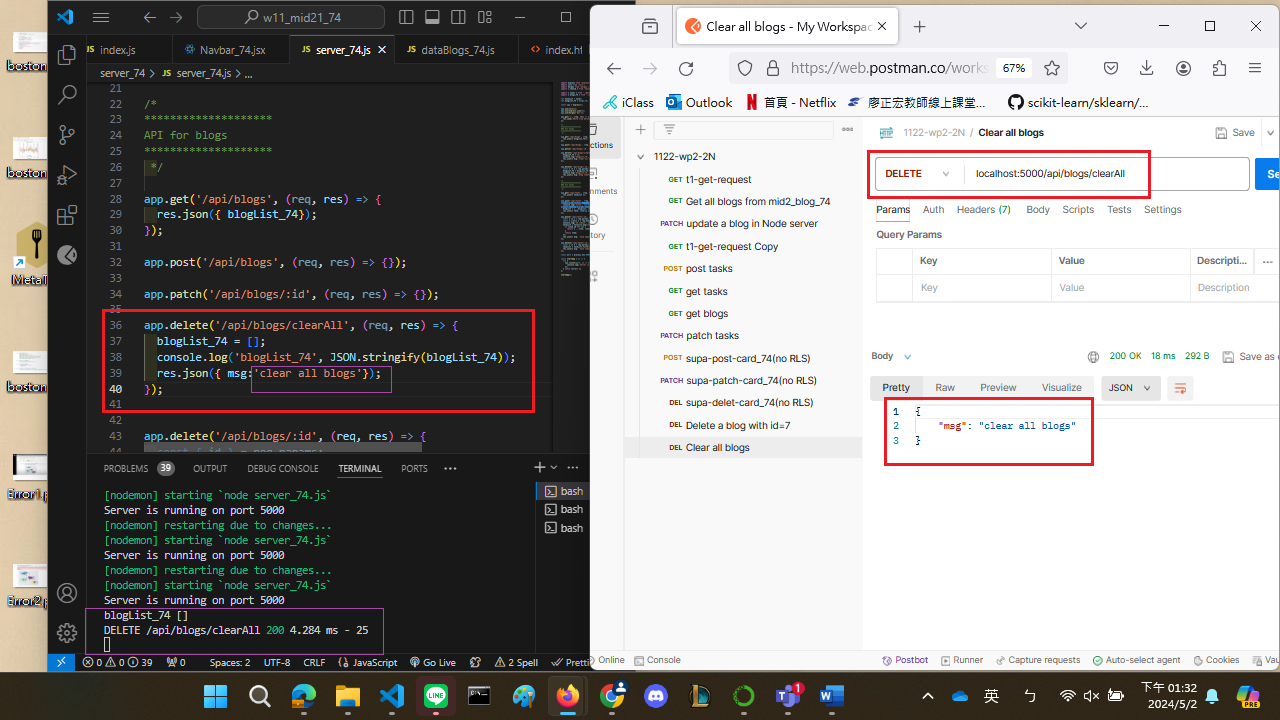 w11_mid21_74
index.js
Navbar_74.jsx
JS server_74.js
JS dataBlogs_74.js
index.ht
server_74 > JS server_74.js > ...
21
22 /*
23 ********************
24 API for blogs
25 ********************
26 */
27
28 app.get('/api/blogs', (req, res) => {
29 res.json({ blogList_74});
30 });
31
32 app.post('/api/blogs', (req, res) => {});
33
34 app.patch('/api/blogs/:id', (req, res) => {});
35
36 app.delete('/api/blogs/clearAll', (req, res) => {
37 blogList_74 = [];
38 console.log('blogList_74', JSON.stringify(blogList_74));
39 res.json({ msg:'clear all blogs'});
40 });
41
42
43 app.delete('/api/blogs/:id', (req, res) => {
44
PROBLEMS 39 OUTPUT DEBUG CONSOLE TERMINAL PORTS
[nodemon] starting `node server_74.js`
Server is running on port 5000
[nodemon] restarting due to changes...
[nodemon] starting `node server_74.js`
Server is running on port 5000
[nodemon] restarting due to changes...
[nodemon] starting `node server_74.js`
Server is running on port 5000
blogList_74 []
DELETE /api/blogs/clearAll 200 4.284 ms - 25
bash
bash
bash
0 0 39 0 Spaces: 2 UTF-8 CRLF JavaScript Go Live 2 Spell Prett
Clear all blogs - My Workspac
https://web.postman.co/works
67%
iClass
Outlook
首頁 - Netflix
廖正宏教師線上課堂...
scikit-learn/sklearn/...
1122-wp2-2N
GET t1-get-request
GET Get all blogs from mid2_blog_74
PATCH update a blog in Node server
GET t1-get-request Copy
POST post tasks
GET get tasks
GET get blogs
PATCH patch tasks
POST supa-post-card_74(no RLS)
PATCH supa-patch-card_74(no RLS)
DEL supa-delet-card_74(no RLS)
DEL Delete a blog with id=7
DEL Clear all blogs
1122-wp2-2N / Clear all blogs
Save
DELETE
localhost:5000/api/blogs/clearAll
Se
Params Auth Headers (7) Body Scripts Tests Settings
Query Params
Key Value Descripti...
Key Value Description
Body
200 OK 18 ms 292 B Save as
Pretty Raw Preview Visualize JSON
1 {
2 "msg": "clear all blogs"
3 }
Online Console Postbot Runner Capture requests Auto-select agent Cookies Vau
boston
boston
MetaT
boston
Error1.p
Error2.p
英
ㄅ
下午 01:32
2024/5/2
1
PRE